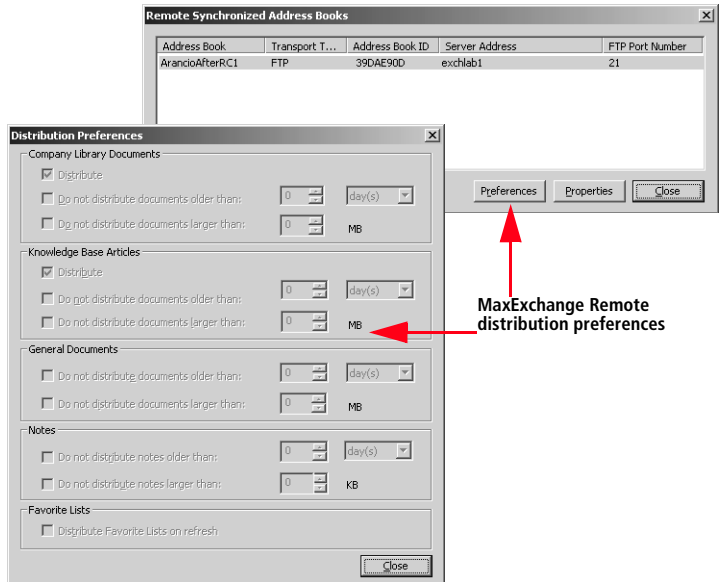 Remote Synchronized Address Books
Address Book Transport T... Address Book ID Server Address FTP Port Number
ArancioAfterRC1 FTP 39DAE90D exchlab1 21
Preferences Properties Close
Distribution Preferences
Company Library Documents
Distribute
Do not distribute documents older than: 0 day(s)
Do not distribute documents larger than: 0 MB
Knowledge Base Articles
Distribute
Do not distribute documents older than: 0 day(s)
Do not distribute documents larger than: 0 MB
General Documents
Do not distribute documents older than: 0 day(s)
Do not distribute documents larger than: 0 MB
Notes
Do not distribute notes older than: 0 day(s)
Do not distribute notes larger than: 0 KB
Favorite Lists
Distribute Favorite Lists on refresh
Close
MaxExchange Remote
distribution preferences